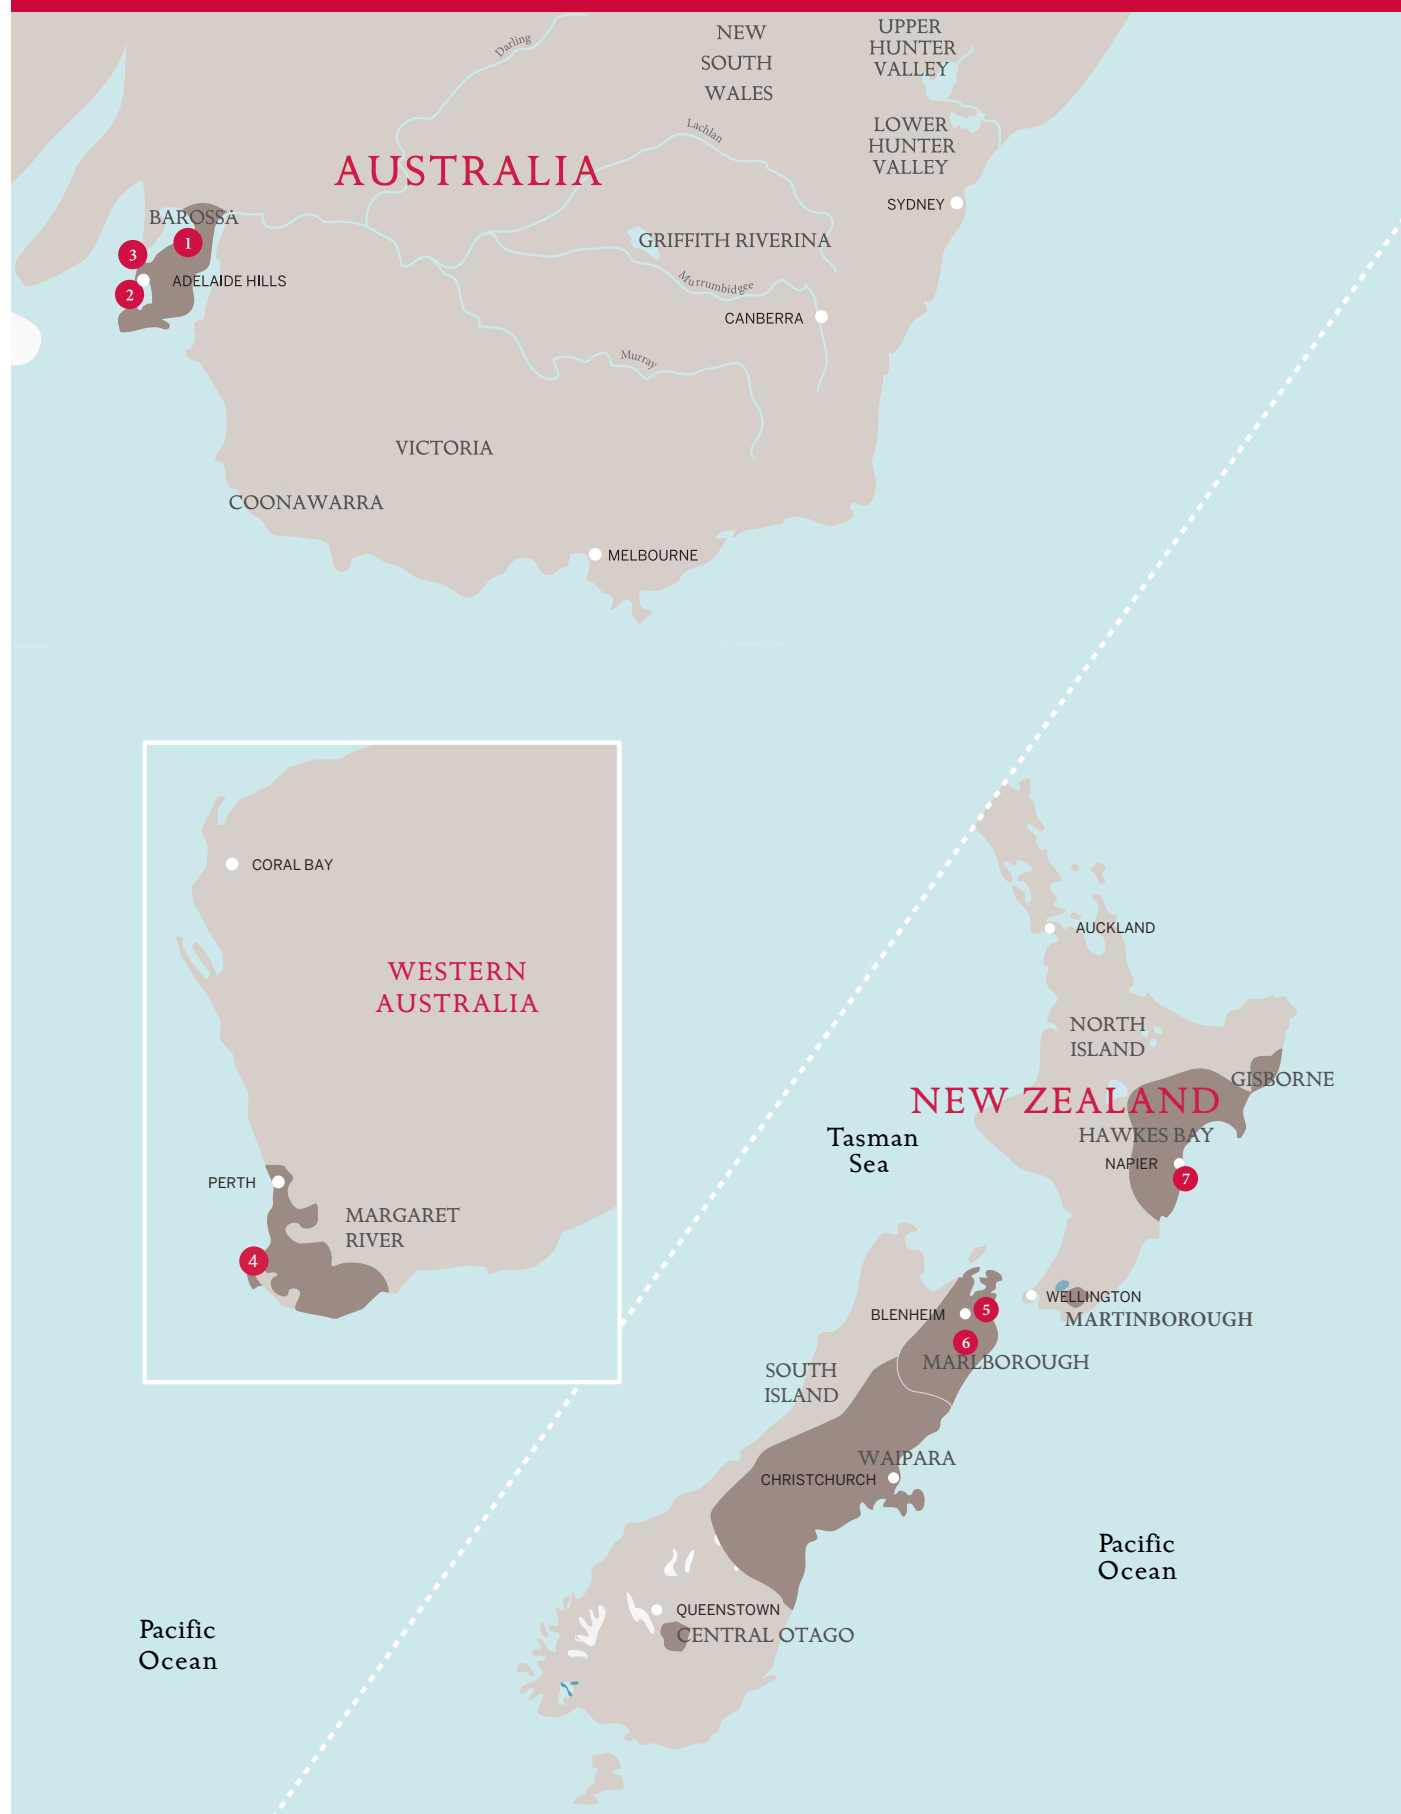 Darling
NEW
SOUTH
WALES
UPPER
HUNTER
VALLEY
Lachlan
LOWER
HUNTER
VALLEY
AUSTRALIA
SYDNEY
BAROSSA
1
3
GRIFFITH RIVERINA
ADELAIDE HILLS
2
Murrumbidgee
CANBERRA
Murray
VICTORIA
COONAWARRA
MELBOURNE
CORAL BAY
WESTERN
AUSTRALIA
PERTH
MARGARET
RIVER
4
AUCKLAND
NORTH
ISLAND
GISBORNE
NEW ZEALAND
Tasman
Sea
HAWKES BAY
NAPIER
7
WELLINGTON
MARTINBOROUGH
BLENHEIM
5
6
MARLBOROUGH
SOUTH
ISLAND
WAIPARA
CHRISTCHURCH
Pacific
Ocean
QUEENSTOWN
CENTRAL OTAGO
Pacific
Ocean